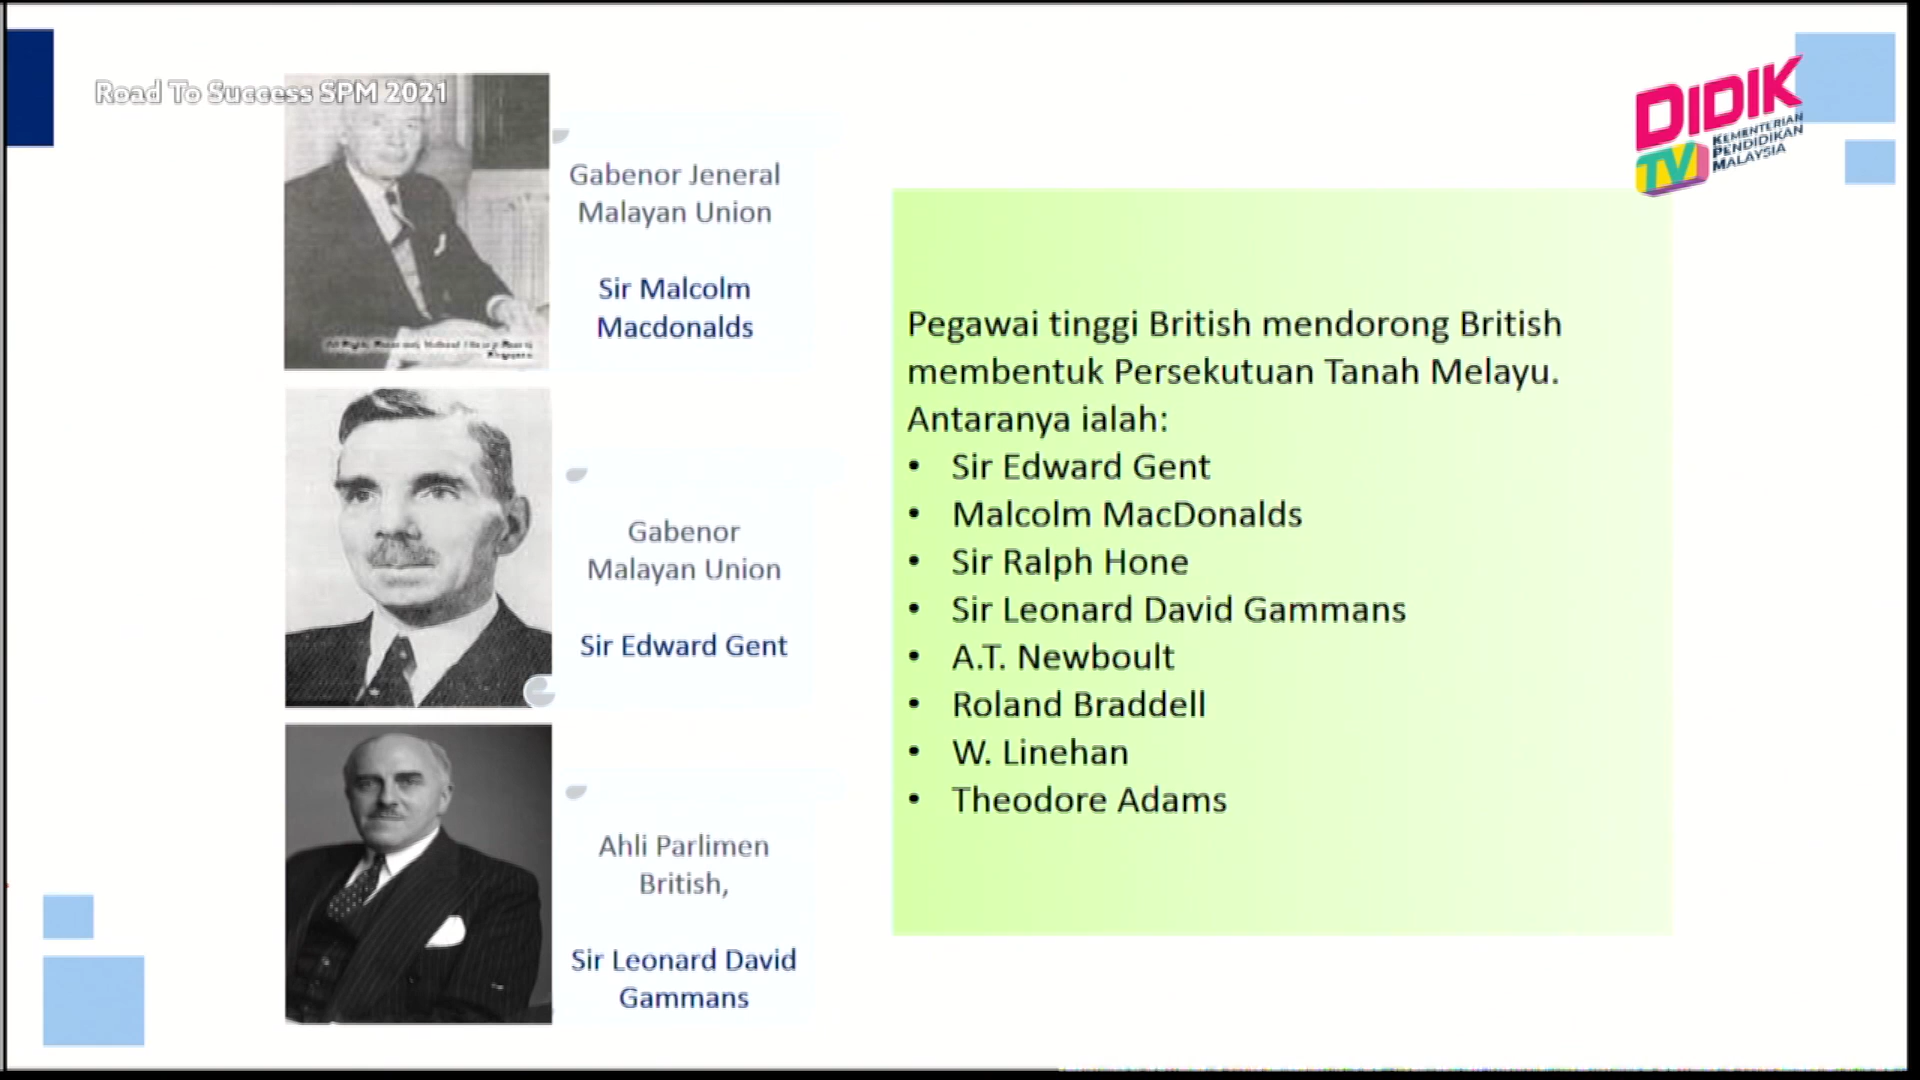 Road To Success SPM 2021
DIDIK
TV
KEMENTERIAN
PENDIDIKAN
MALAYSIA
Gabenor Jeneral
Malayan Union
Sir Malcolm
Macdonalds
Gabenor
Malayan Union
Sir Edward Gent
Ahli Parlimen
British,
Sir Leonard David
Gammans
Pegawai tinggi British mendorong British
membentuk Persekutuan Tanah Melayu.
Antaranya ialah:
• Sir Edward Gent
• Malcolm MacDonalds
• Sir Ralph Hone
• Sir Leonard David Gammans
• A.T. Newboult
• Roland Braddell
• W. Linehan
• Theodore Adams